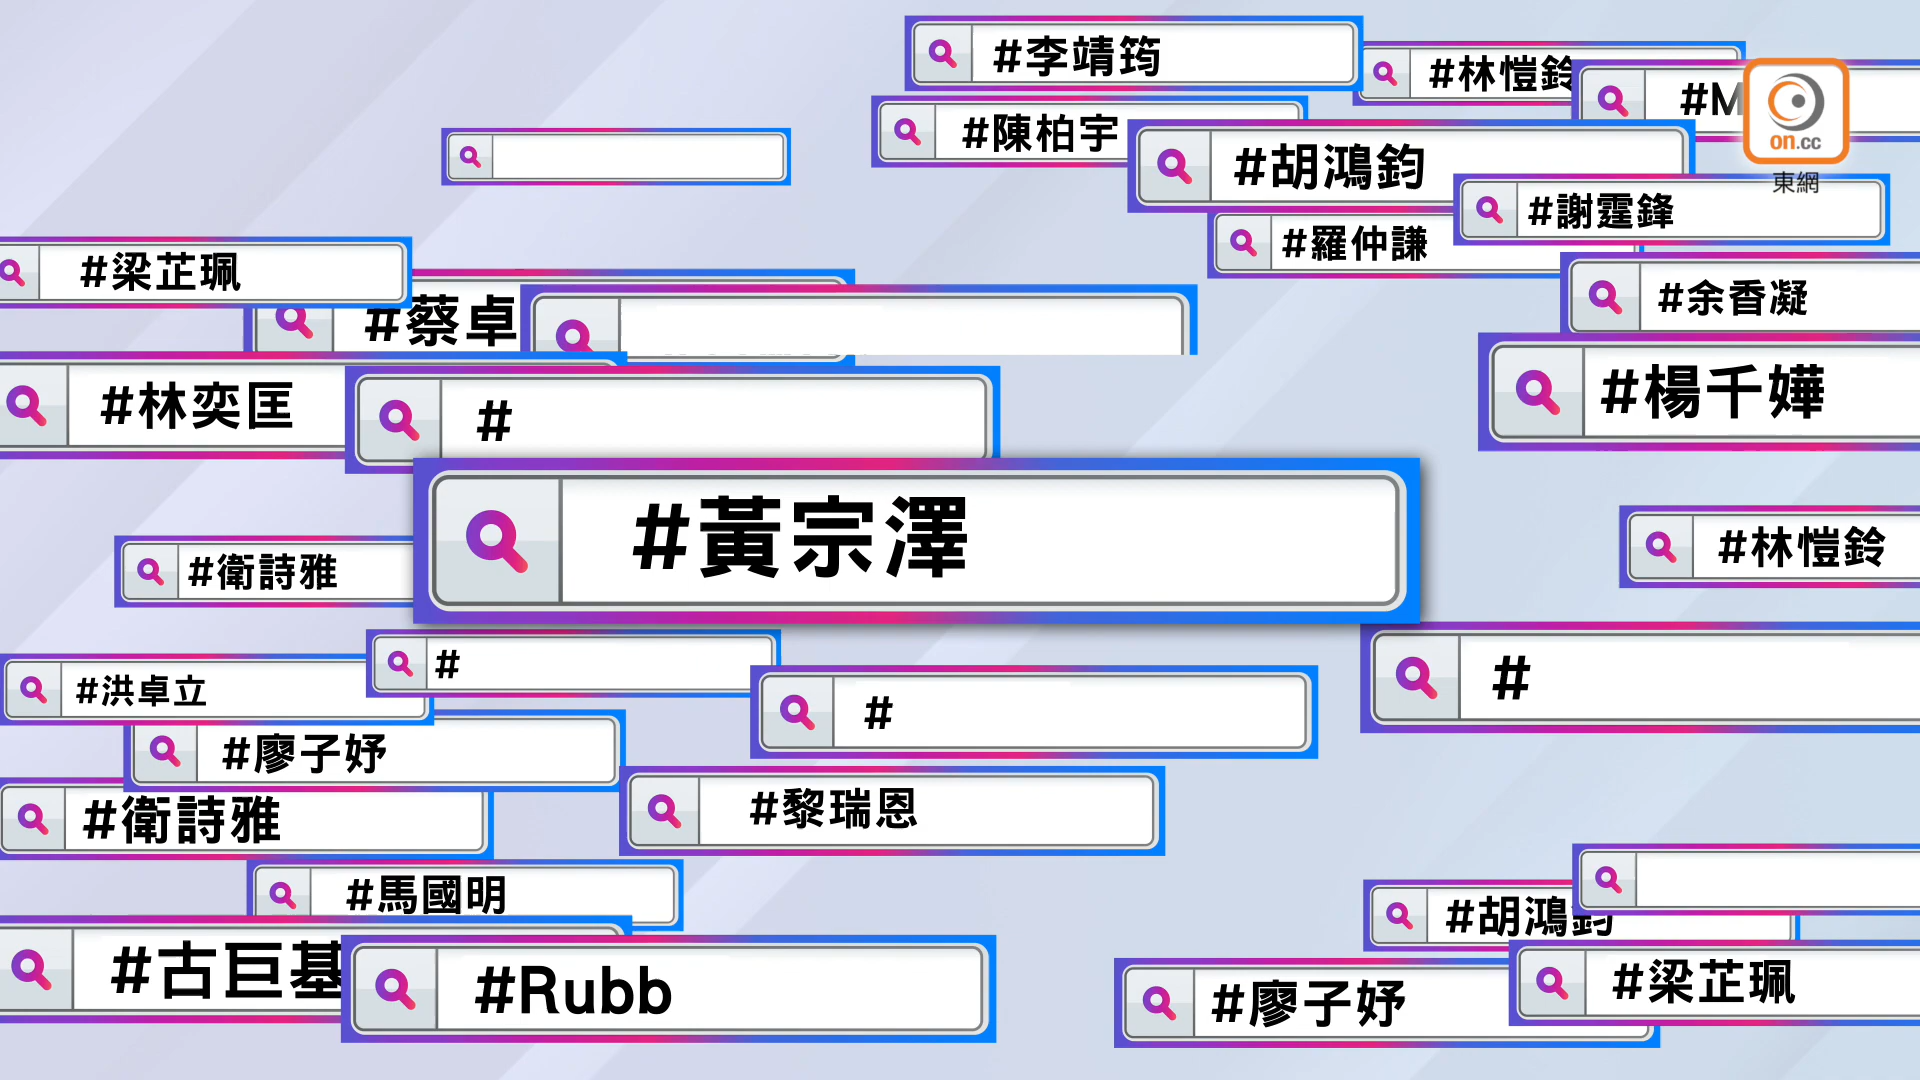 #李靖筠
#林愷鈴
#M
on.cc
東網
#陳柏宇
#胡鴻鈞
#謝霆鋒
#羅仲謙
#梁芷珮
#余香凝
#蔡卓
#楊千嬅
#林奕匡
#
#黃宗澤
#林愷鈴
#衛詩雅
#
#
#洪卓立
#
#廖子妤
#黎瑞恩
#衛詩雅
#馬國明
#胡鴻鈞
#古巨基
#Rubb
#廖子妤
#梁芷珮